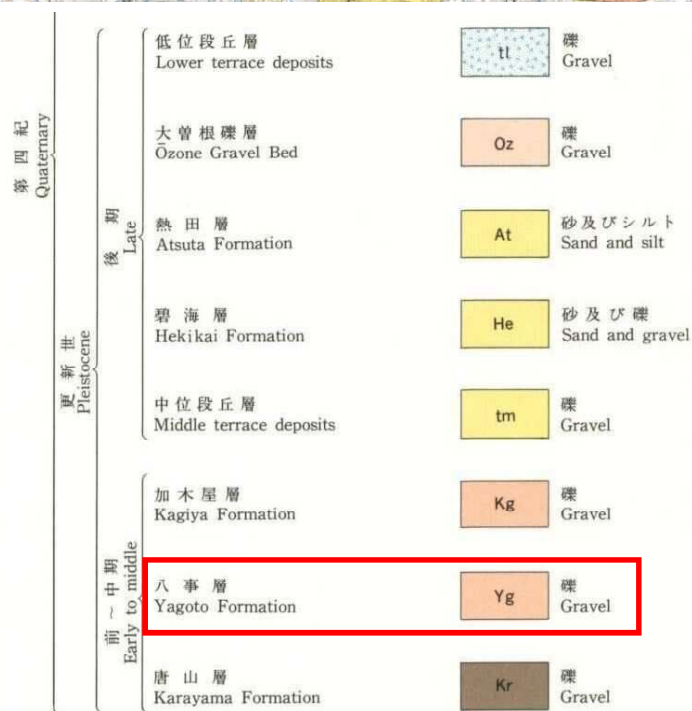 第四紀
Quaternary
更新世
Pleistocene
後期
Late
低位段丘層
Lower terrace deposits
tl
礫
Gravel
大曽根礫層
Ōzone Gravel Bed
Oz
礫
Gravel
熱田層
Atsuta Formation
At
砂及びシルト
Sand and silt
碧海層
Hekikai Formation
He
砂及び礫
Sand and gravel
中位段丘層
Middle terrace deposits
tm
礫
Gravel
前~中期
Early to middle
加木屋層
Kagiya Formation
Kg
礫
Gravel
八事層
Yagoto Formation
Yg
礫
Gravel
唐山層
Karayama Formation
Kr
礫
Gravel